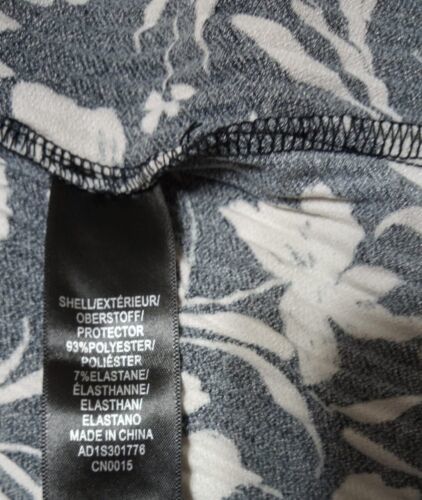 SHELL/EXTÉRIEUR/
OBERSTOFF/
PROTECTOR
93%POLYESTER/
POLIÉSTER
7%ELASTANE/
ÉLASTHANNE/
ELASTHAN/
ELASTANO
MADE IN CHINA
AD1S301776
CN0015